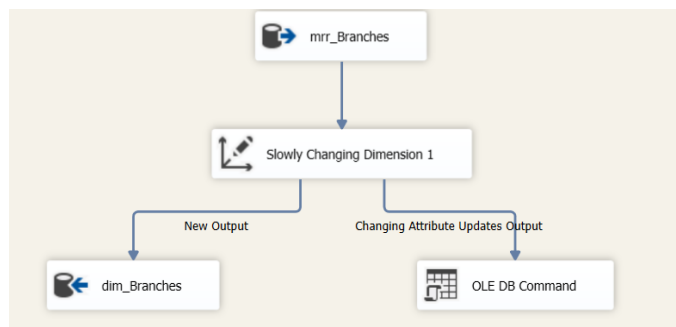 mrr_Branches
Slowly Changing Dimension 1
New Output
Changing Attribute Updates Output
dim_Branches
OLE DB Command